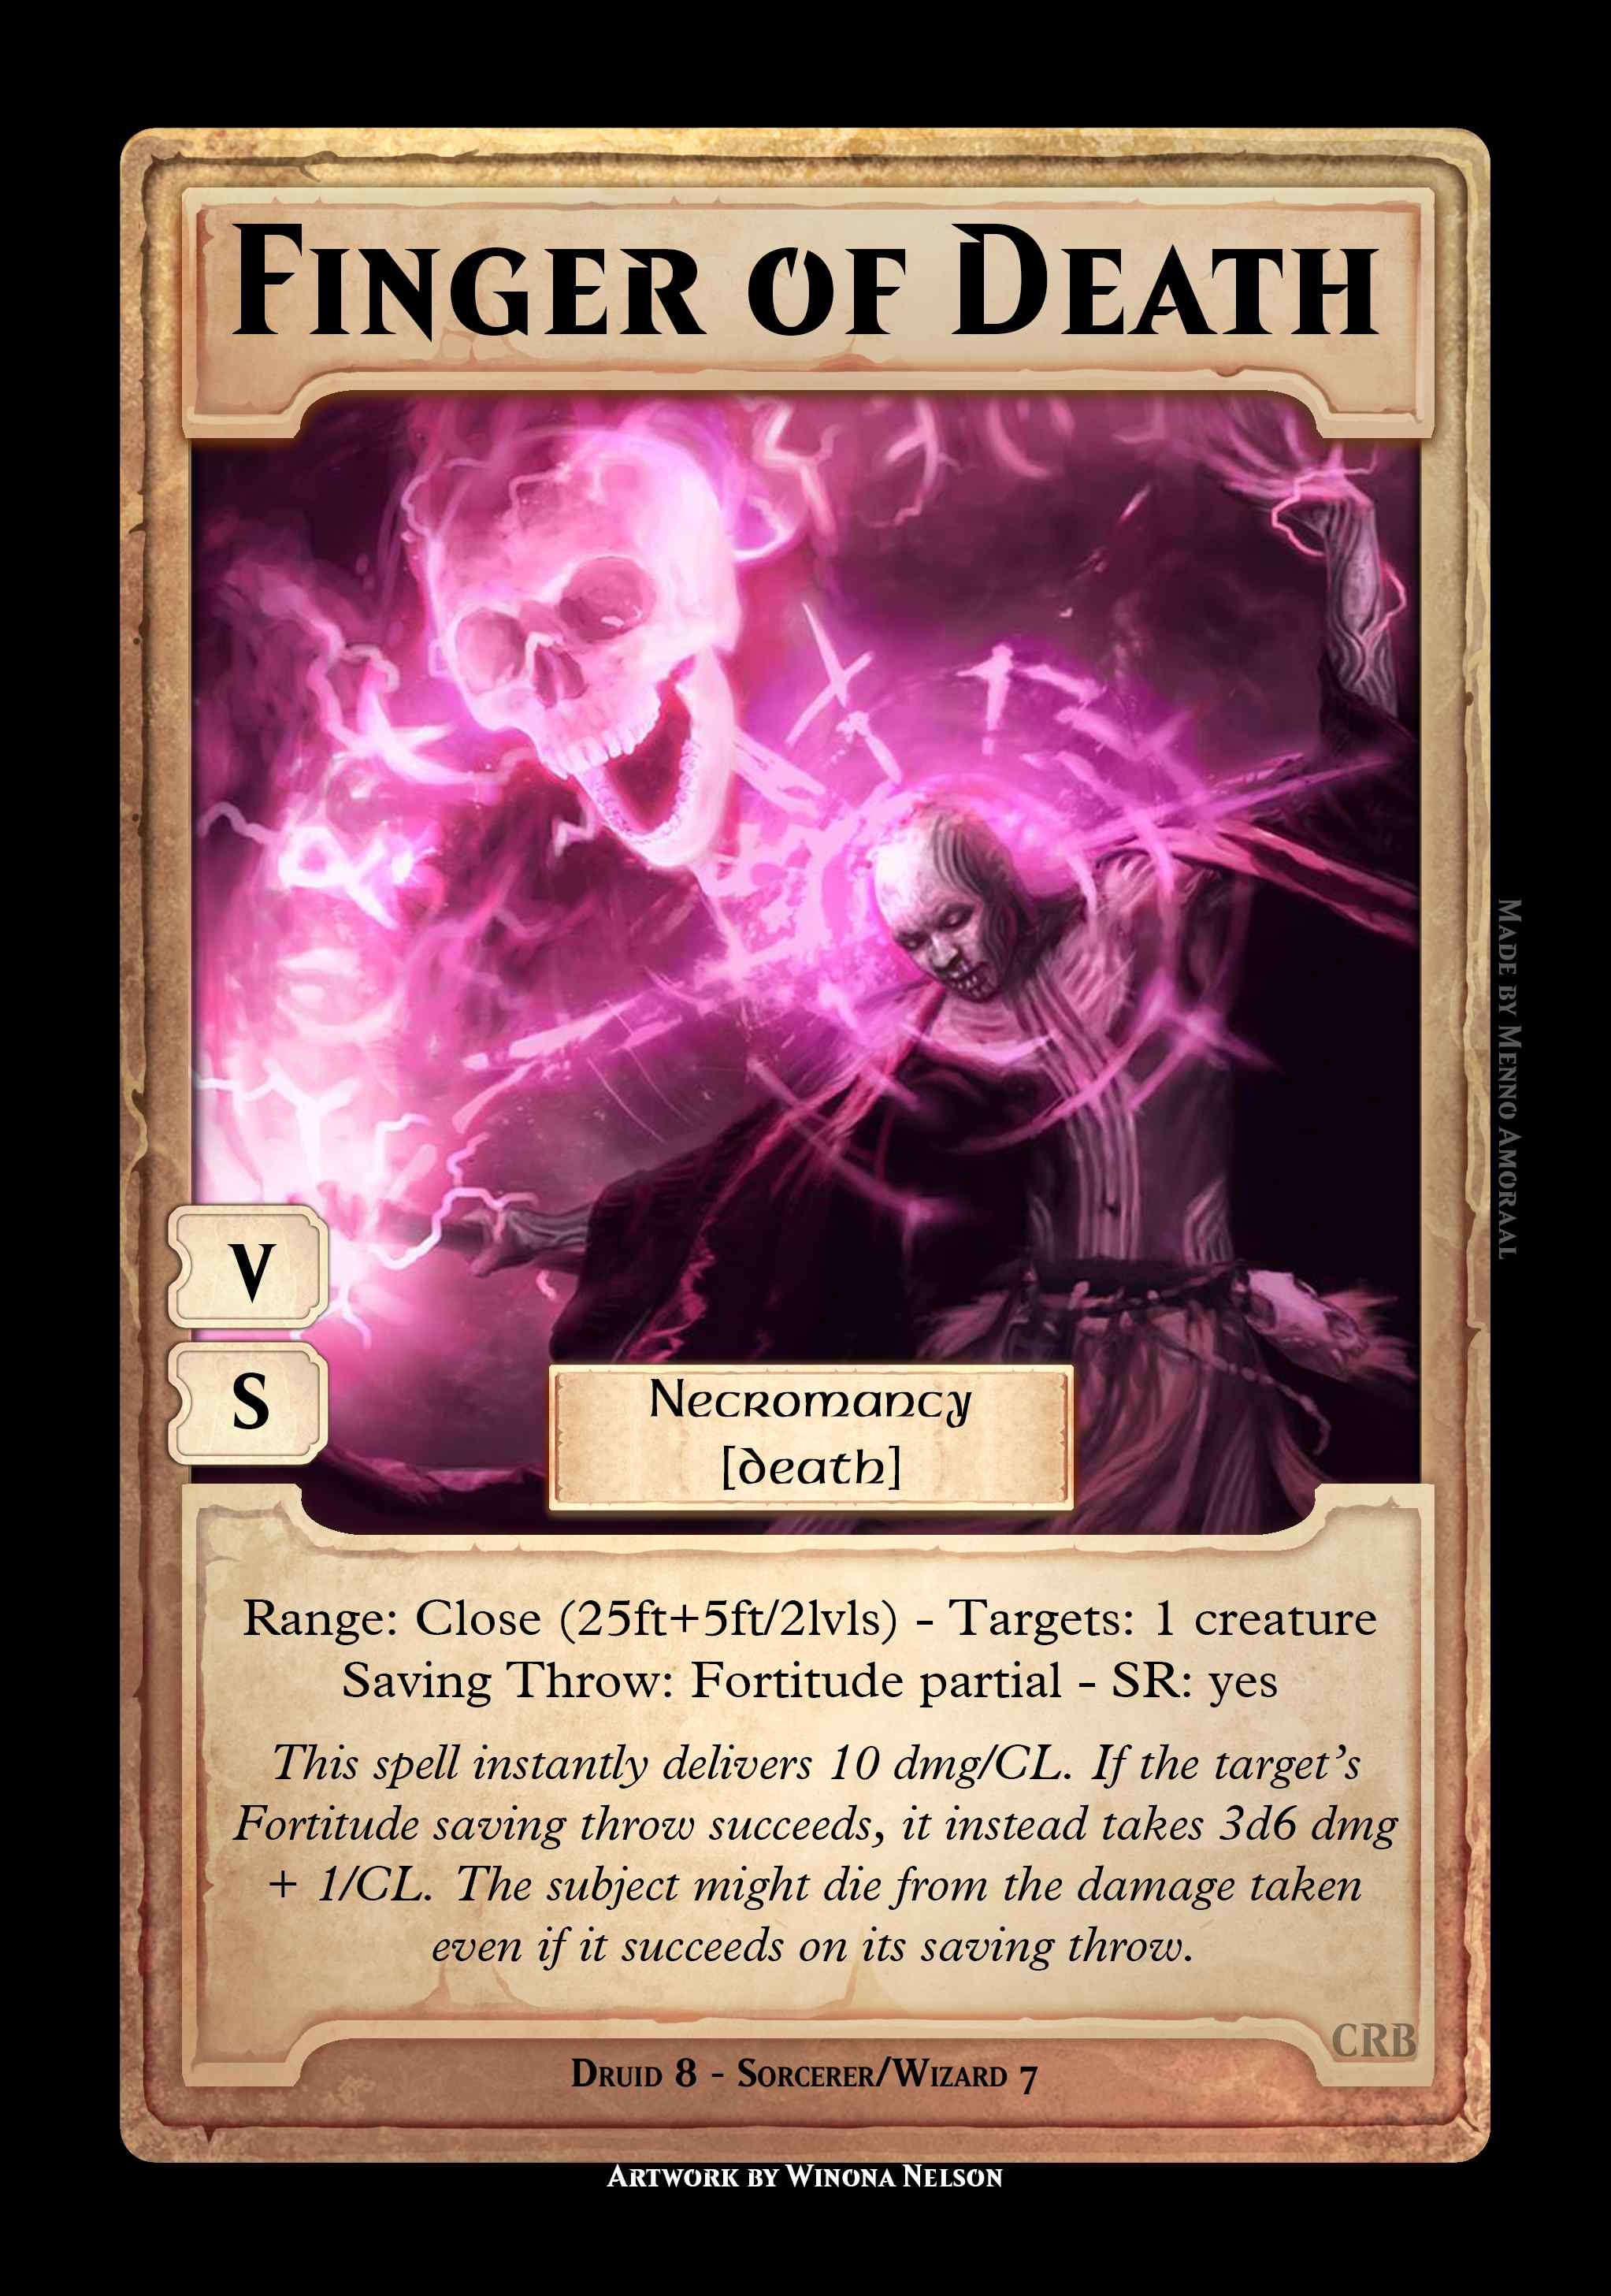 Finger of Death
V
S
Necromancy
[death]
Range: Close (25ft+5ft/2lvls) - Targets: 1 creature
Saving Throw: Fortitude partial - SR: yes
This spell instantly delivers 10 dmg/CL. If the target's
Fortitude saving throw succeeds, it instead takes 3d6 dmg
+ 1/CL. The subject might die from the damage taken
even if it succeeds on its saving throw.
CRB
Druid 8 - Sorcerer/Wizard 7
Artwork by Winona Nelson
Made by Menno Amoraal